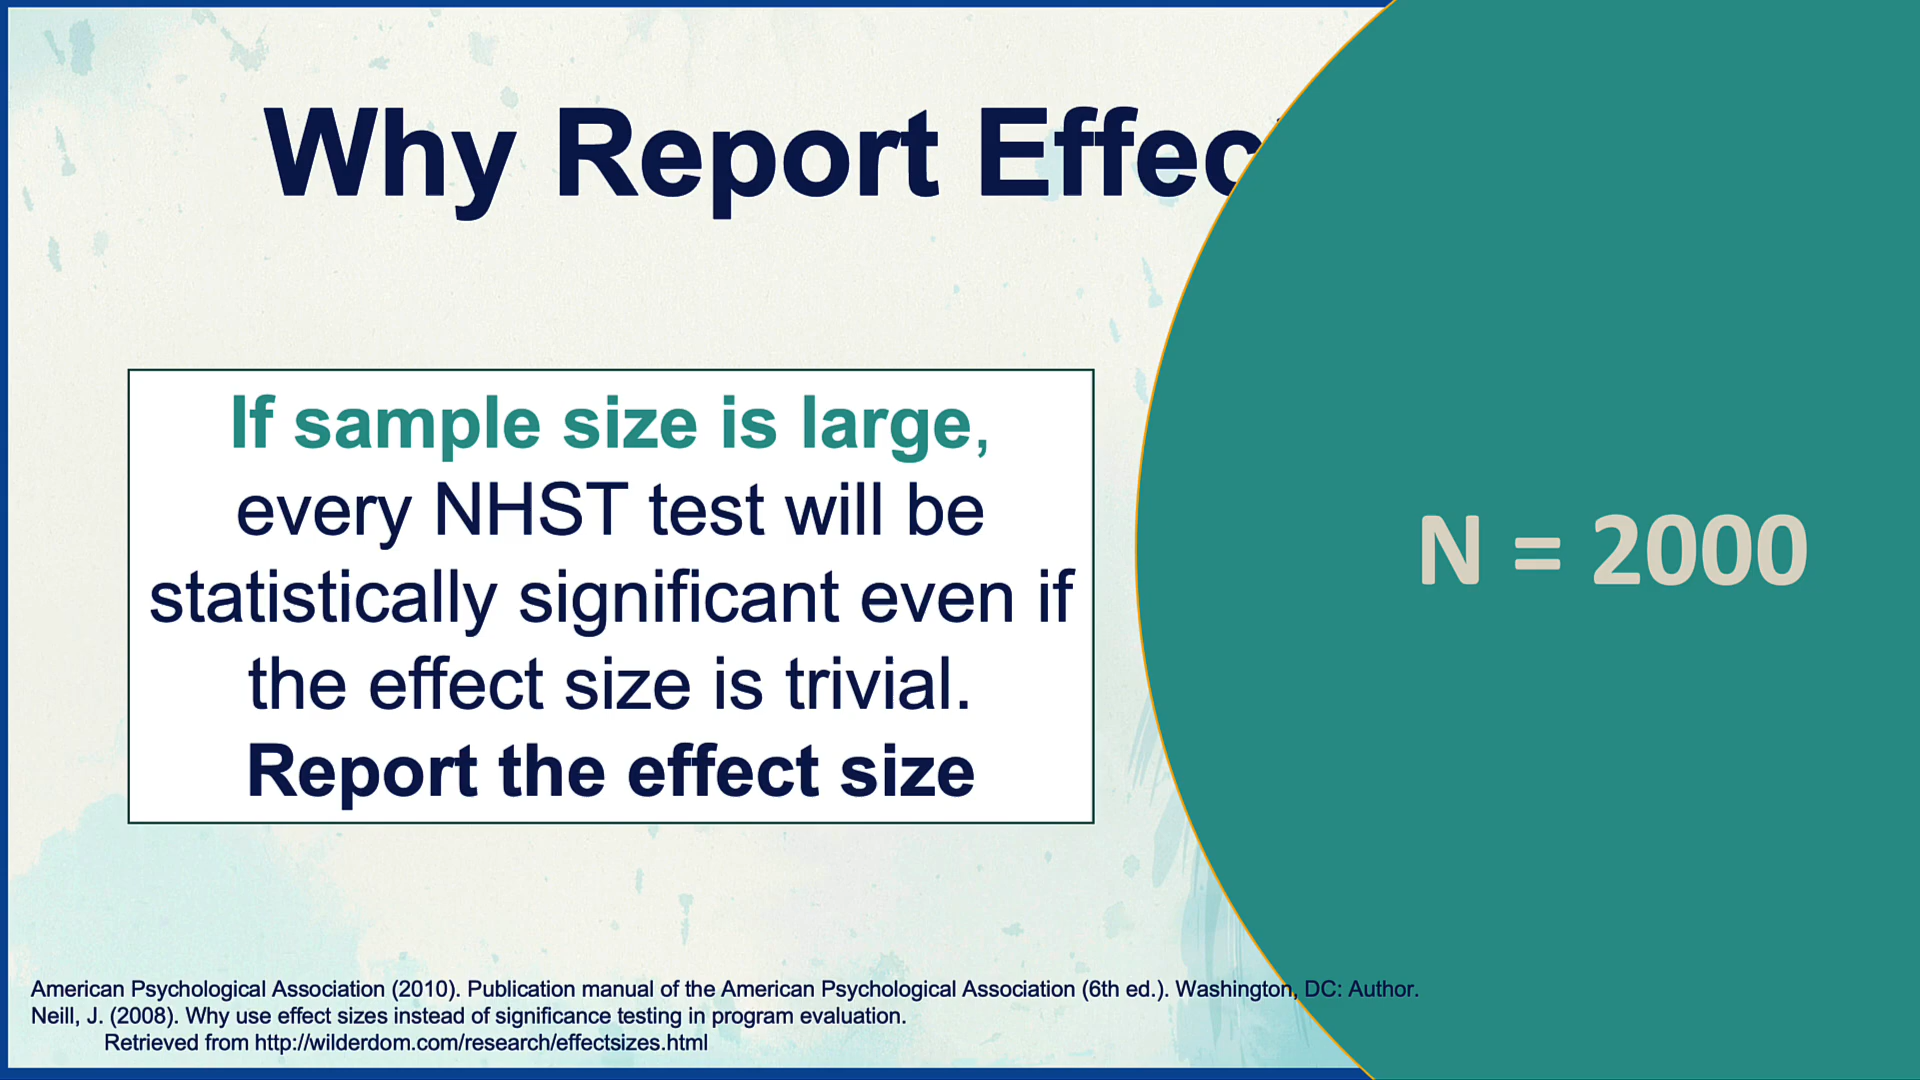 Why Report Effec
If sample size is large,
every NHST test will be
statistically significant even if
the effect size is trivial.
Report the effect size
N = 2000
American Psychological Association (2010). Publication manual of the American Psychological Association (6th ed.). Washington, DC: Author.
Neill, J. (2008). Why use effect sizes instead of significance testing in program evaluation.
Retrieved from http://wilderdom.com/research/effectsizes.html